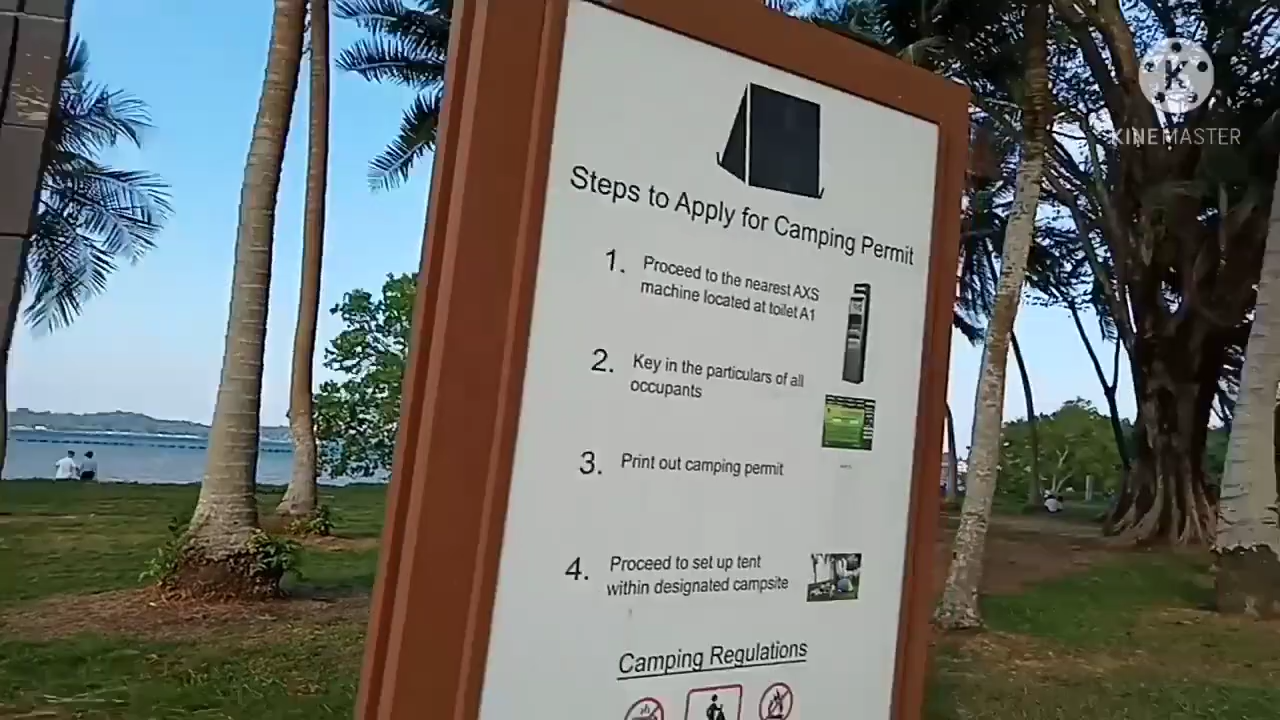 K
KINEMASTER
Steps to Apply for Camping Permit
1. Proceed to the nearest AXS
machine located at toilet A1
2. Key in the particulars of all
occupants
3. Print out camping permit
4. Proceed to set up tent
within designated campsite
Camping Regulations